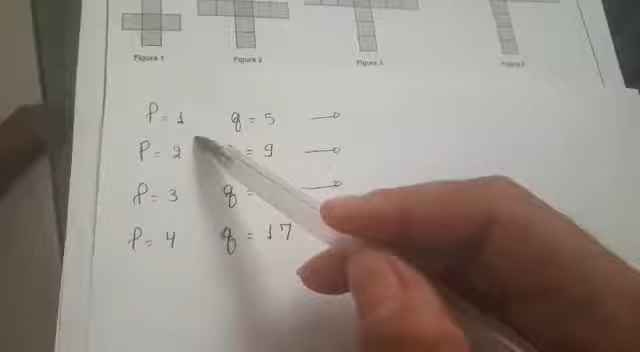 Figura 1 Figura 2 Figura 3
P = 1 q = 5 →
P = 2 = 9 →
P = 3 q = →
P = 4 q = 17